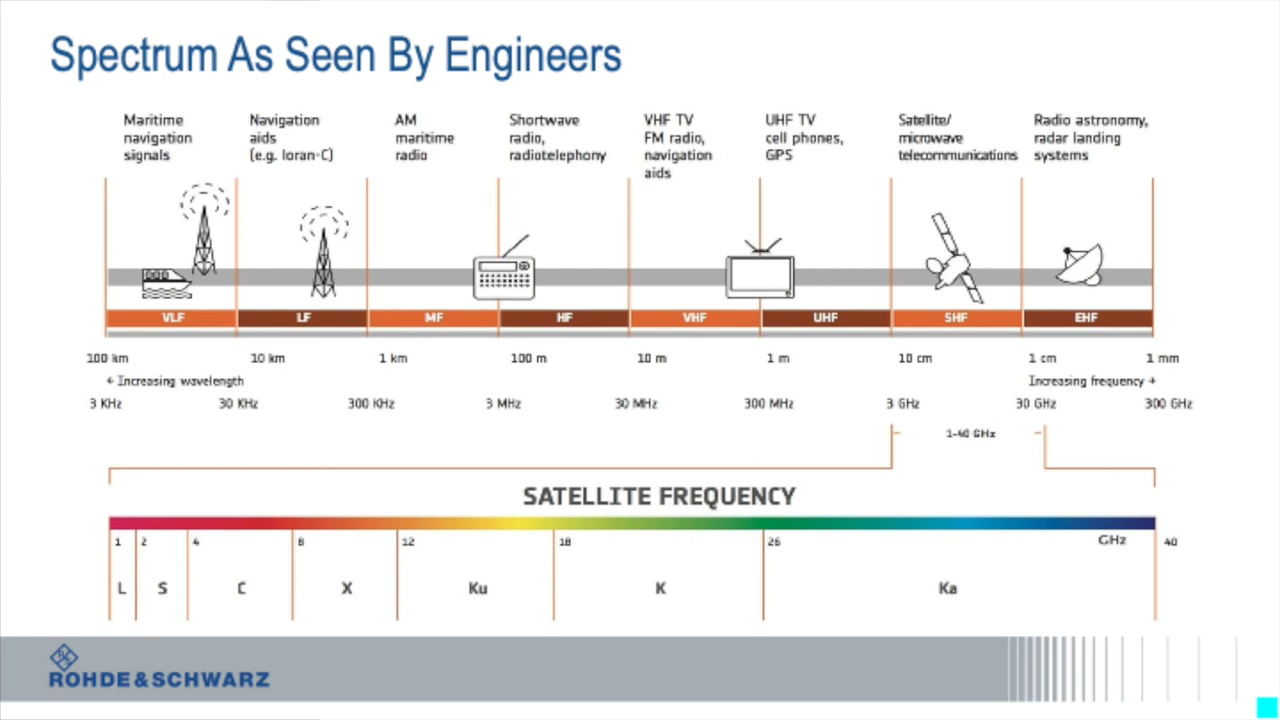 Spectrum As Seen By Engineers
Maritime
navigation
signals
Navigation
aids
(e.g. loran-C)
AM
maritime
radio
Shortwave
radio,
radiotelephony
VHF TV
FM radio,
navigation
aids
UHF TV
cell phones,
GPS
Satellite/
microwave
telecommunications
Radio astronomy,
radar landing
systems
VLF LF MF HF VHF UHF SHF EHF
100 km 10 km 1 km 100 m 10 m 1 m 10 cm 1 cm 1 mm
← Increasing wavelength Increasing frequency →
3 KHz 30 KHz 300 KHz 3 MHz 30 MHz 300 MHz 3 GHz 30 GHz 300 GHz
1-40 GHz
SATELLITE FREQUENCY
1 2 4 8 12 18 26 GHz 40
L S C X Ku K Ka
ROHDE & SCHWARZ